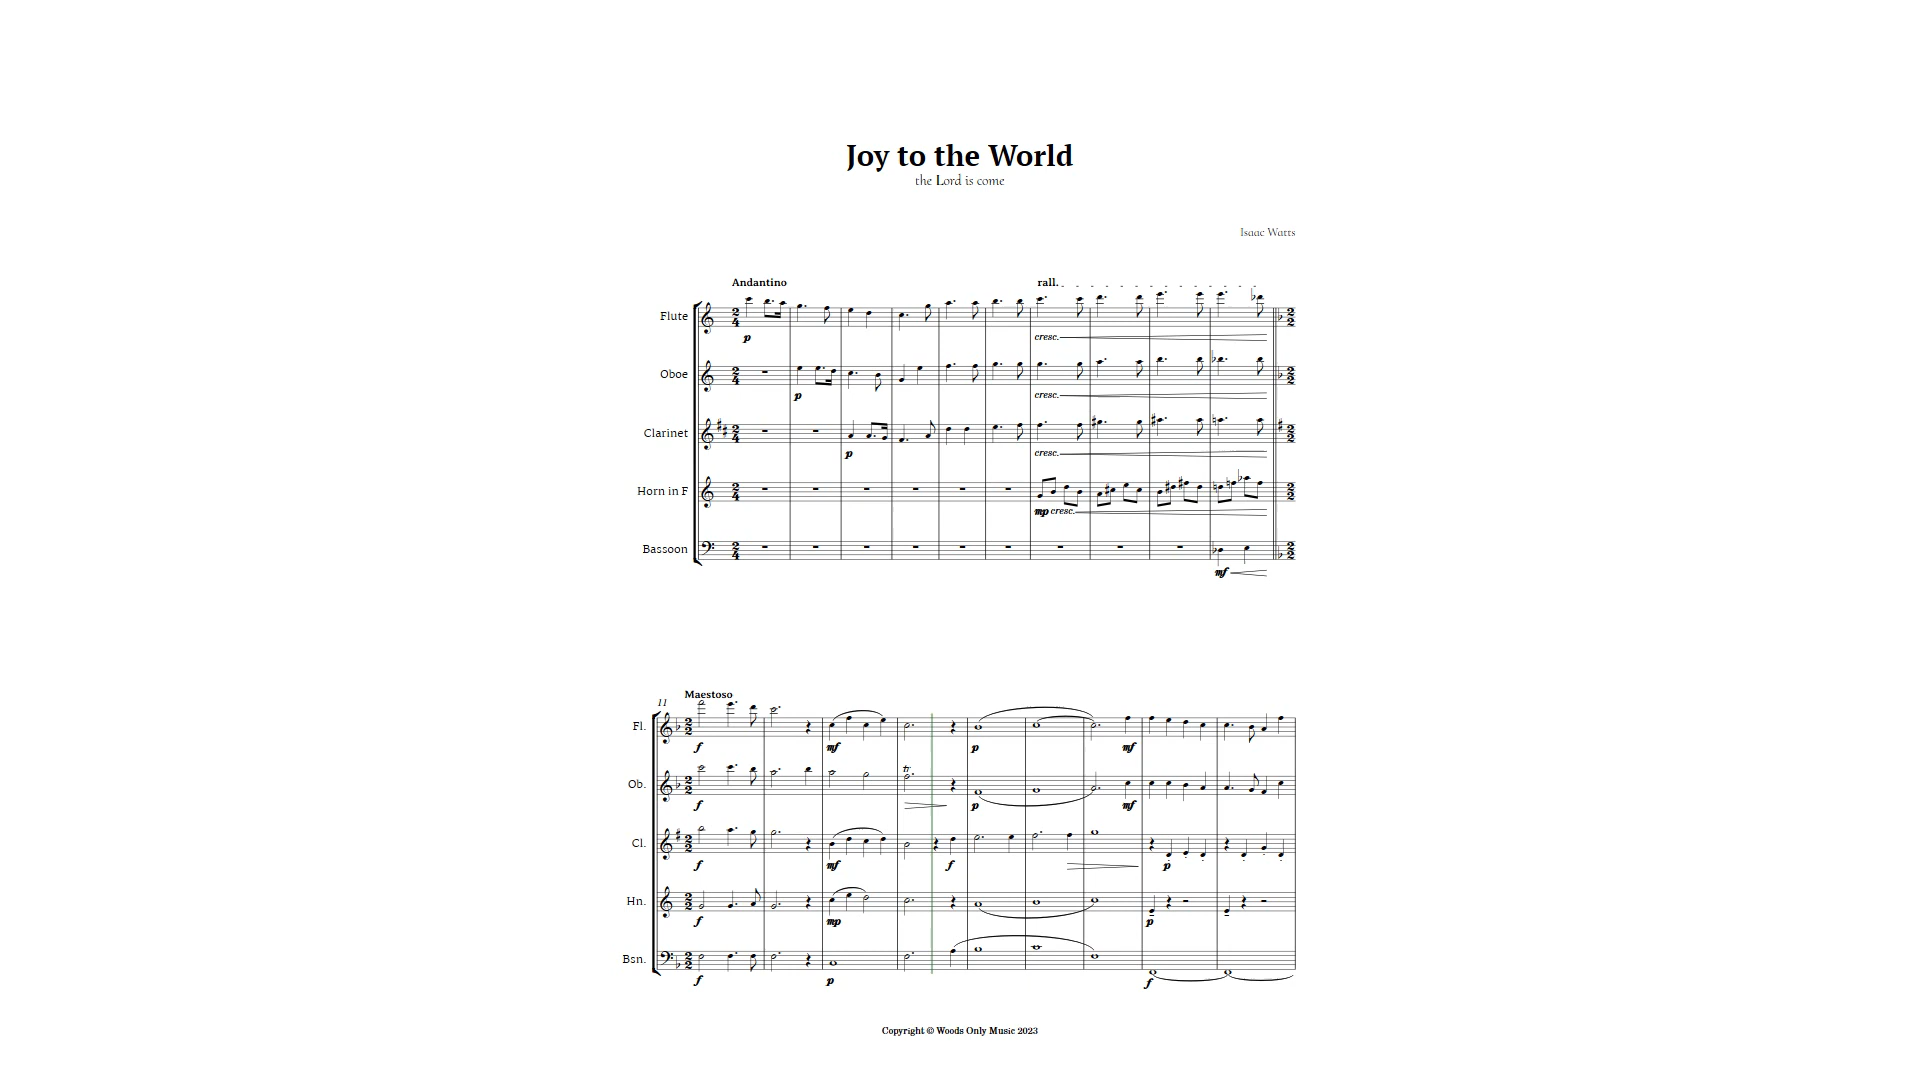 Joy to the World
the Lord is come
Isaac Watts
Andantino
rall.
Flute
p
cresc.
Oboe
p
cresc.
Clarinet
p
cresc.
Horn in F
mp cresc.
Bassoon
mf
Maestoso
11
Fl.
f mf p mf
Ob.
tr
f p mf
Cl.
f mf f p
Hn.
f mp p
Bsn.
f p f
Copyright © Woods Only Music 2023